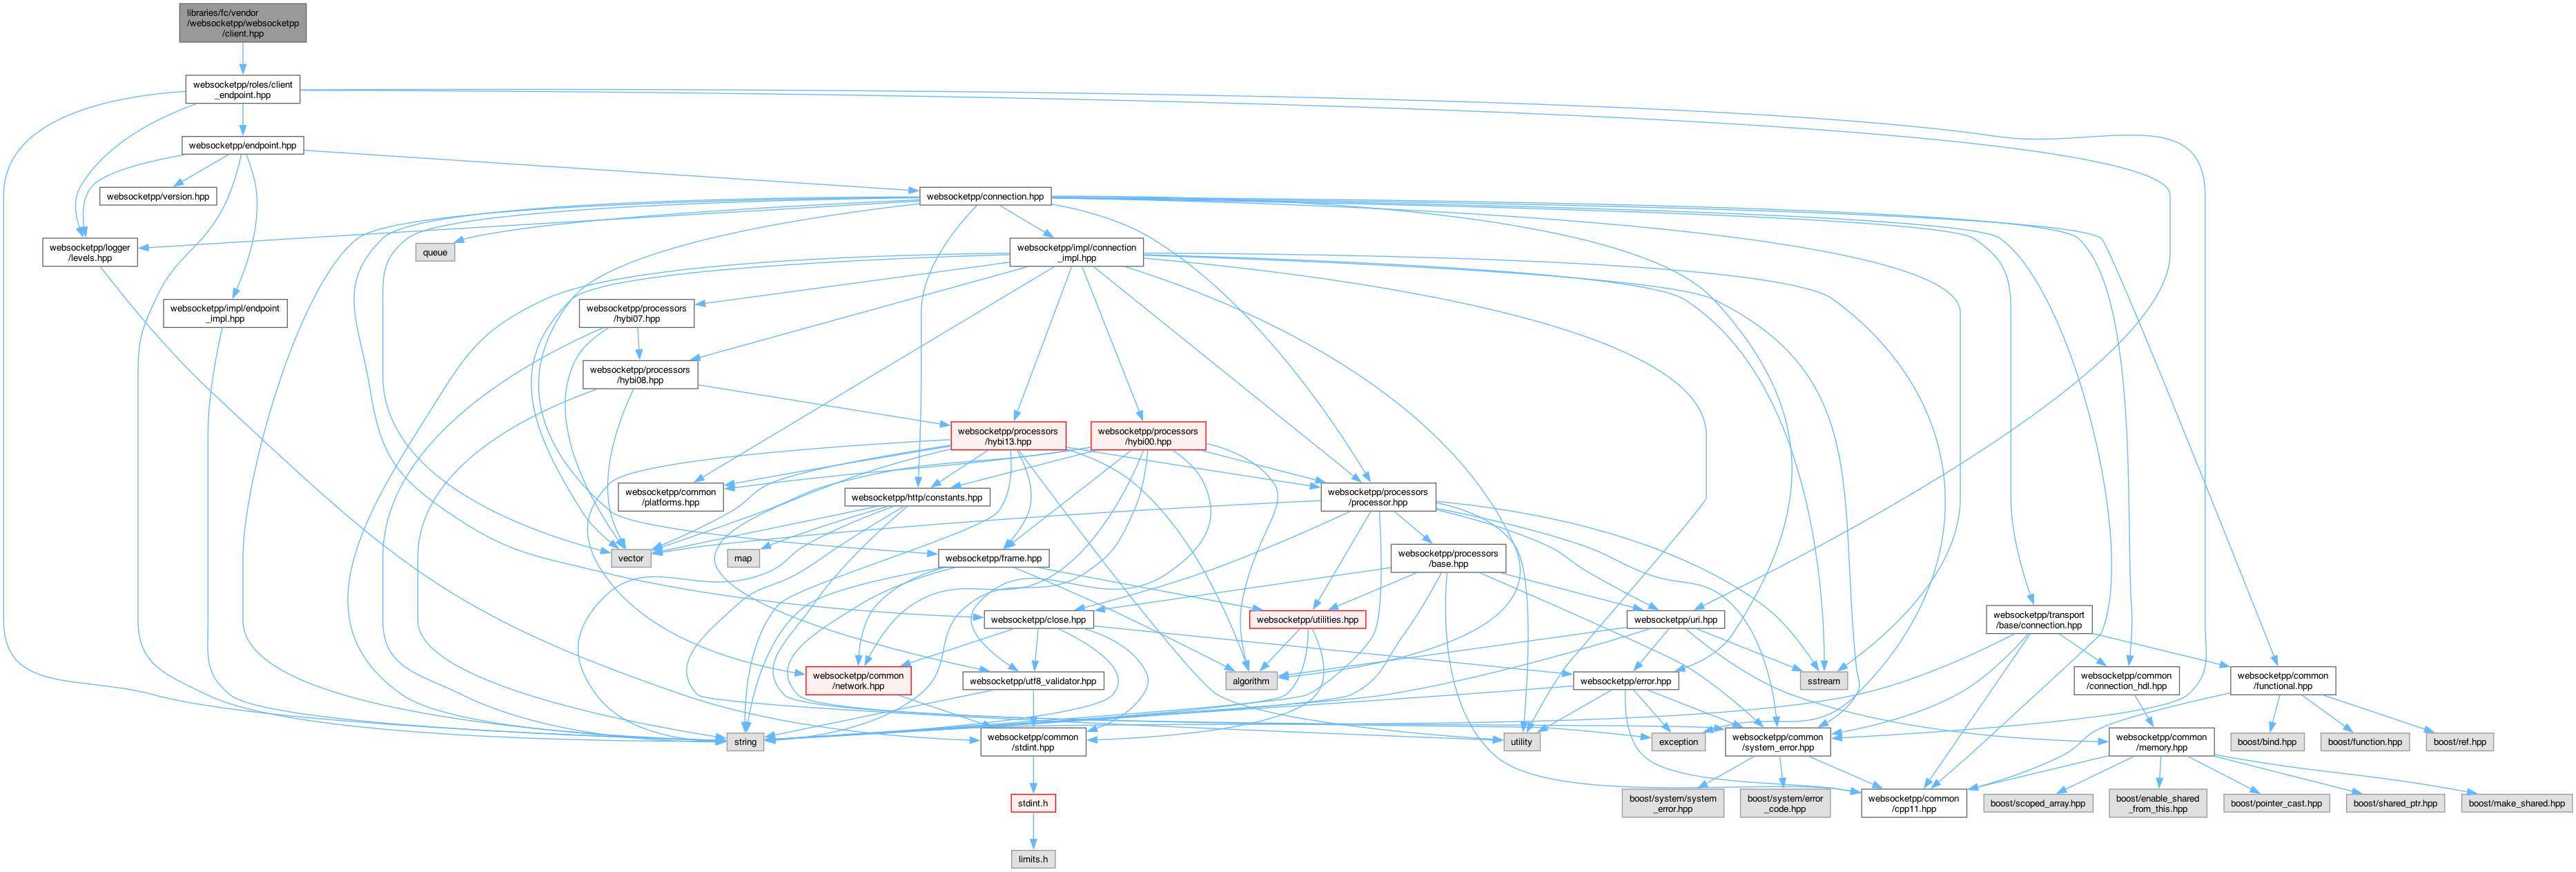 libraries/fc/vendor
/websocketpp/websocketpp
/client.hpp
websocketpp/roles/client
_endpoint.hpp
websocketpp/endpoint.hpp
websocketpp/version.hpp
websocketpp/connection.hpp
websocketpp/logger
/levels.hpp
queue
websocketpp/impl/connection
_impl.hpp
websocketpp/impl/endpoint
_impl.hpp
websocketpp/processors
/hybi07.hpp
websocketpp/processors
/hybi08.hpp
websocketpp/processors
/hybi13.hpp
websocketpp/processors
/hybi00.hpp
websocketpp/common
/platforms.hpp
websocketpp/http/constants.hpp
websocketpp/processors
/processor.hpp
vector
map
websocketpp/frame.hpp
websocketpp/processors
/base.hpp
websocketpp/close.hpp
websocketpp/utilities.hpp
websocketpp/uri.hpp
websocketpp/transport
/base/connection.hpp
websocketpp/common
/network.hpp
websocketpp/utf8_validator.hpp
algorithm
websocketpp/error.hpp
sstream
websocketpp/common
/connection_hdl.hpp
websocketpp/common
/functional.hpp
string
websocketpp/common
/stdint.hpp
utility
exception
websocketpp/common
/system_error.hpp
websocketpp/common
/memory.hpp
boost/bind.hpp
boost/function.hpp
boost/ref.hpp
stdint.h
boost/system/system
_error.hpp
boost/system/error
_code.hpp
websocketpp/common
/cpp11.hpp
boost/scoped_array.hpp
boost/enable_shared
_from_this.hpp
boost/pointer_cast.hpp
boost/shared_ptr.hpp
boost/make_shared.hpp
limits.h